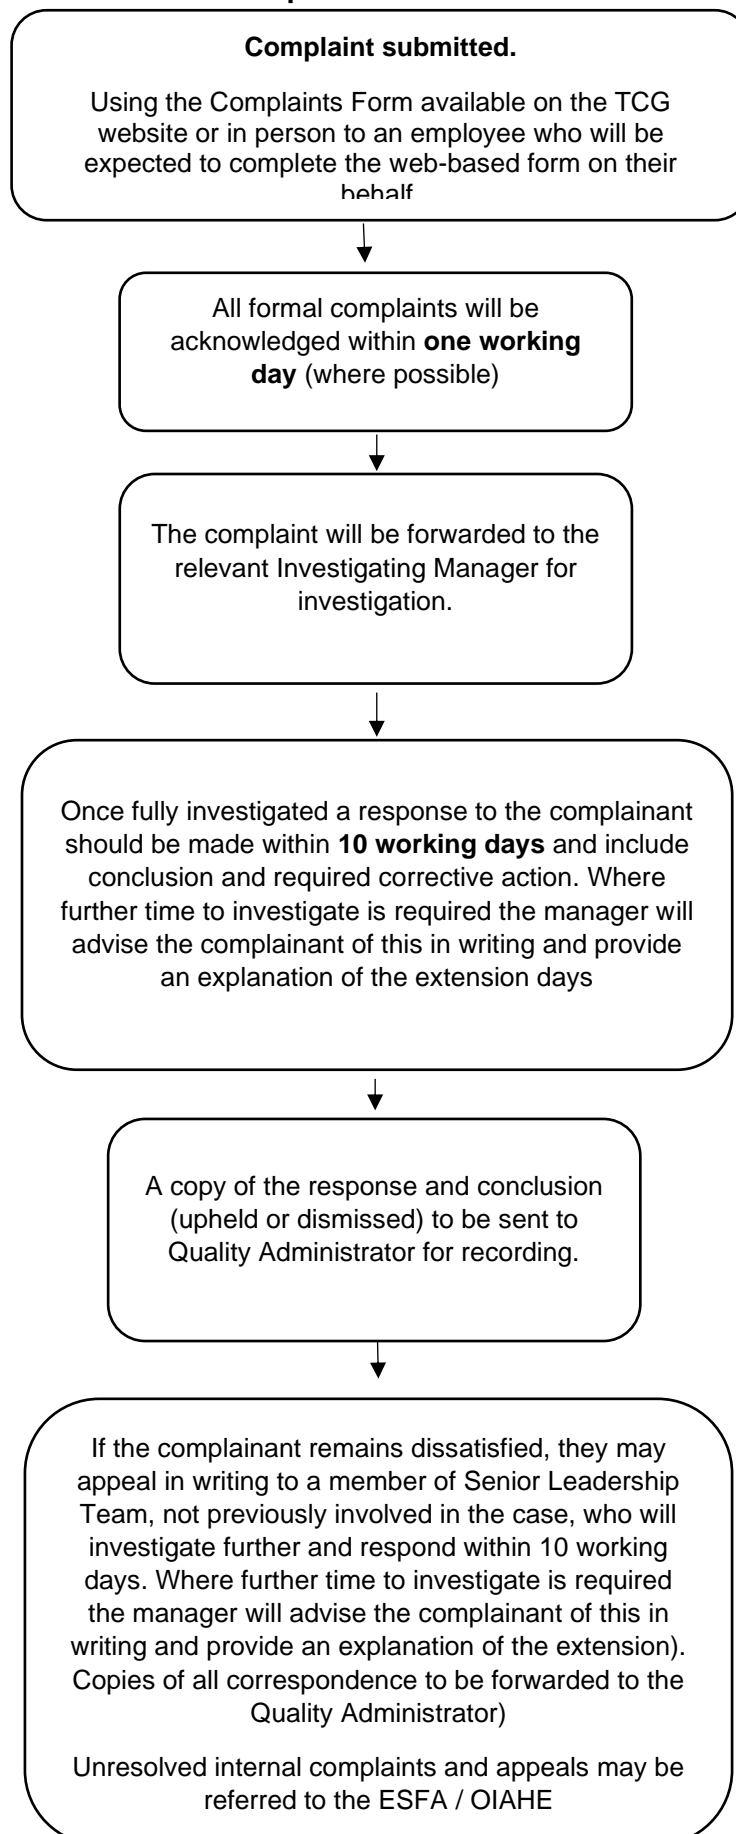 Complaint submitted.
Using the Complaints Form available on the TCG
website or in person to an employee who will be
expected to complete the web-based form on their
behalf
All formal complaints will be
acknowledged within one working
day (where possible)
The complaint will be forwarded to the
relevant Investigating Manager for
investigation.
Once fully investigated a response to the complainant
should be made within 10 working days and include
conclusion and required corrective action. Where
further time to investigate is required the manager will
advise the complainant of this in writing and provide
an explanation of the extension days
A copy of the response and conclusion
(upheld or dismissed) to be sent to
Quality Administrator for recording.
If the complainant remains dissatisfied, they may
appeal in writing to a member of Senior Leadership
Team, not previously involved in the case, who will
investigate further and respond within 10 working
days. Where further time to investigate is required
the manager will advise the complainant of this in
writing and provide an explanation of the extension).
Copies of all correspondence to be forwarded to the
Quality Administrator)
Unresolved internal complaints and appeals may be
referred to the ESFA / OIAHE